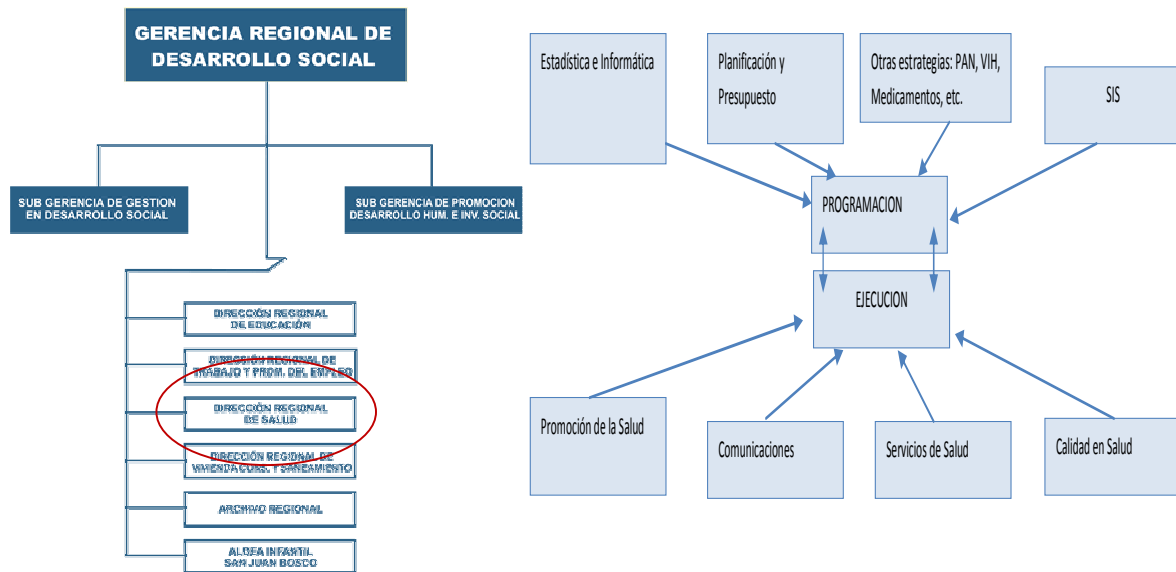 GERENCIA REGIONAL DE
DESARROLLO SOCIAL
SUB GERENCIA DE GESTION
EN DESARROLLO SOCIAL
SUB GERENCIA DE PROMOCION
DESARROLLO HUM. E INV. SOCIAL
DIRECCIÓN REGIONAL
DE EDUCACIÓN
DIRECCIÓN REGIONAL DE
TRABAJO Y PROM. DEL EMPLEO
DIRECCIÓN REGIONAL
DE SALUD
DIRECCIÓN REGIONAL DE
VIVIENDA CONS. Y SANEAMIENTO
ARCHIVO REGIONAL
ALDEA INFANTIL
SAN JUAN BOSCO
Estadística e Informática
Planificación y
Presupuesto
Otras estrategias: PAN, VIH,
Medicamentos, etc.
SIS
PROGRAMACION
EJECUCION
Promoción de la Salud
Comunicaciones
Servicios de Salud
Calidad en Salud